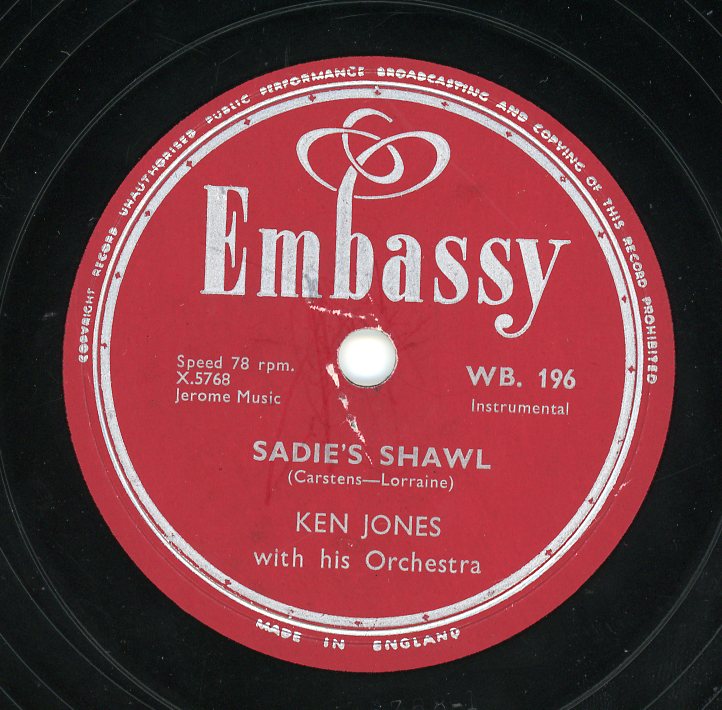 COPYRIGHT RECORD UNAUTHORISED PUBLIC PERFORMANCE BROADCASTING AND COPYING OF THIS RECORD PROHIBITED
Embassy
Speed 78 rpm.
X.5768
Jerome Music
WB. 196
Instrumental
SADIE'S SHAWL
(Carstens—Lorraine)
KEN JONES
with his Orchestra
MADE IN ENGLAND